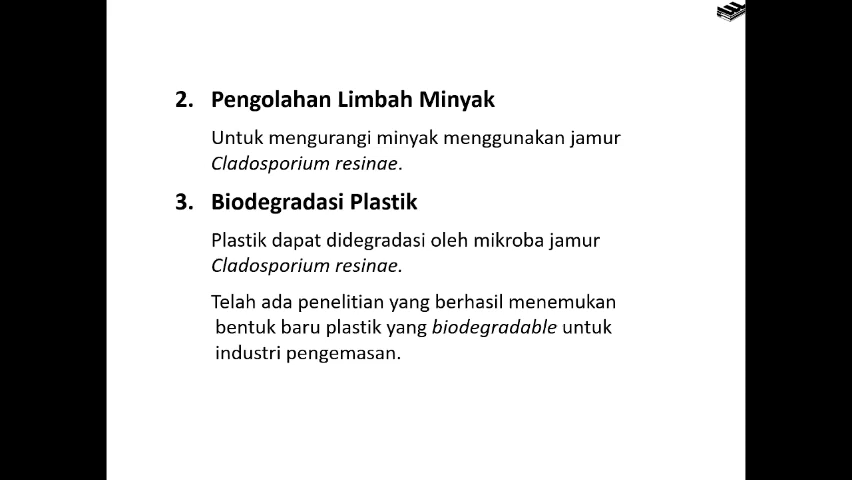 2. Pengolahan Limbah Minyak
Untuk mengurangi minyak menggunakan jamur
Cladosporium resinae.
3. Biodegradasi Plastik
Plastik dapat didegradasi oleh mikroba jamur
Cladosporium resinae.
Telah ada penelitian yang berhasil menemukan
bentuk baru plastik yang biodegradable untuk
industri pengemasan.